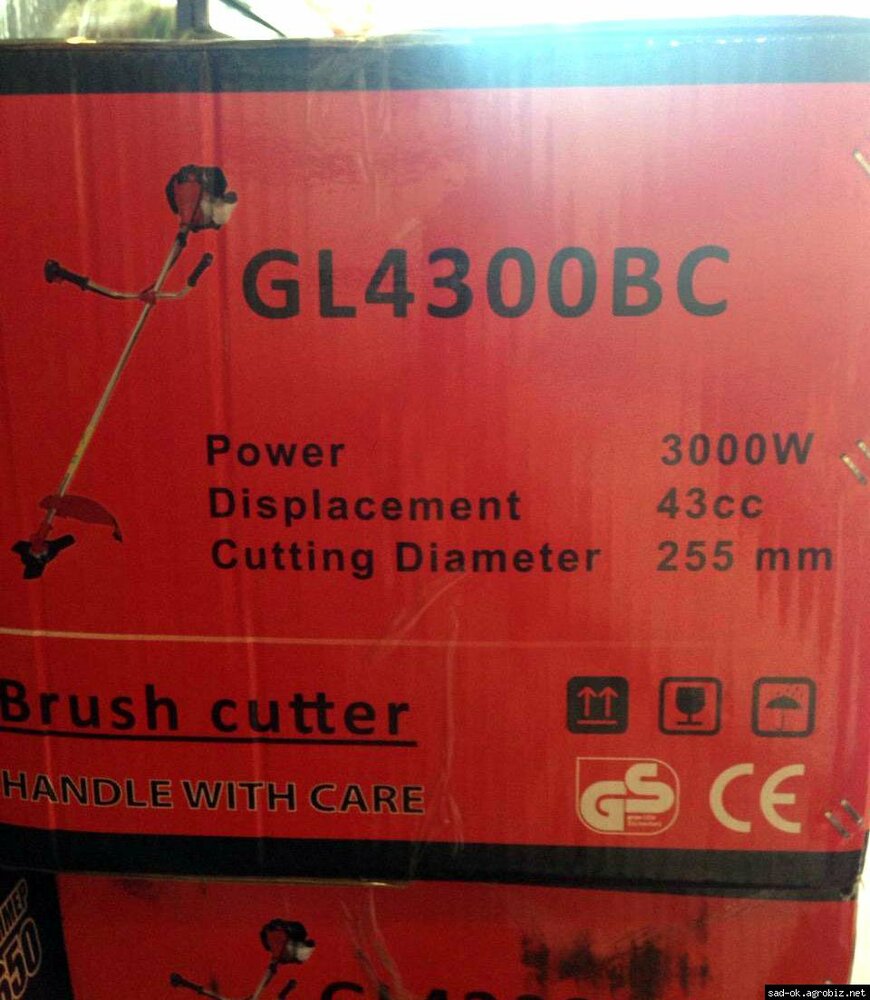 GL4300BC
Power 3000W
Displacement 43cc
Cutting Diameter 255 mm
Brush cutter
HANDLE WITH CARE
GS CE
sad-ok.agrobiz.net